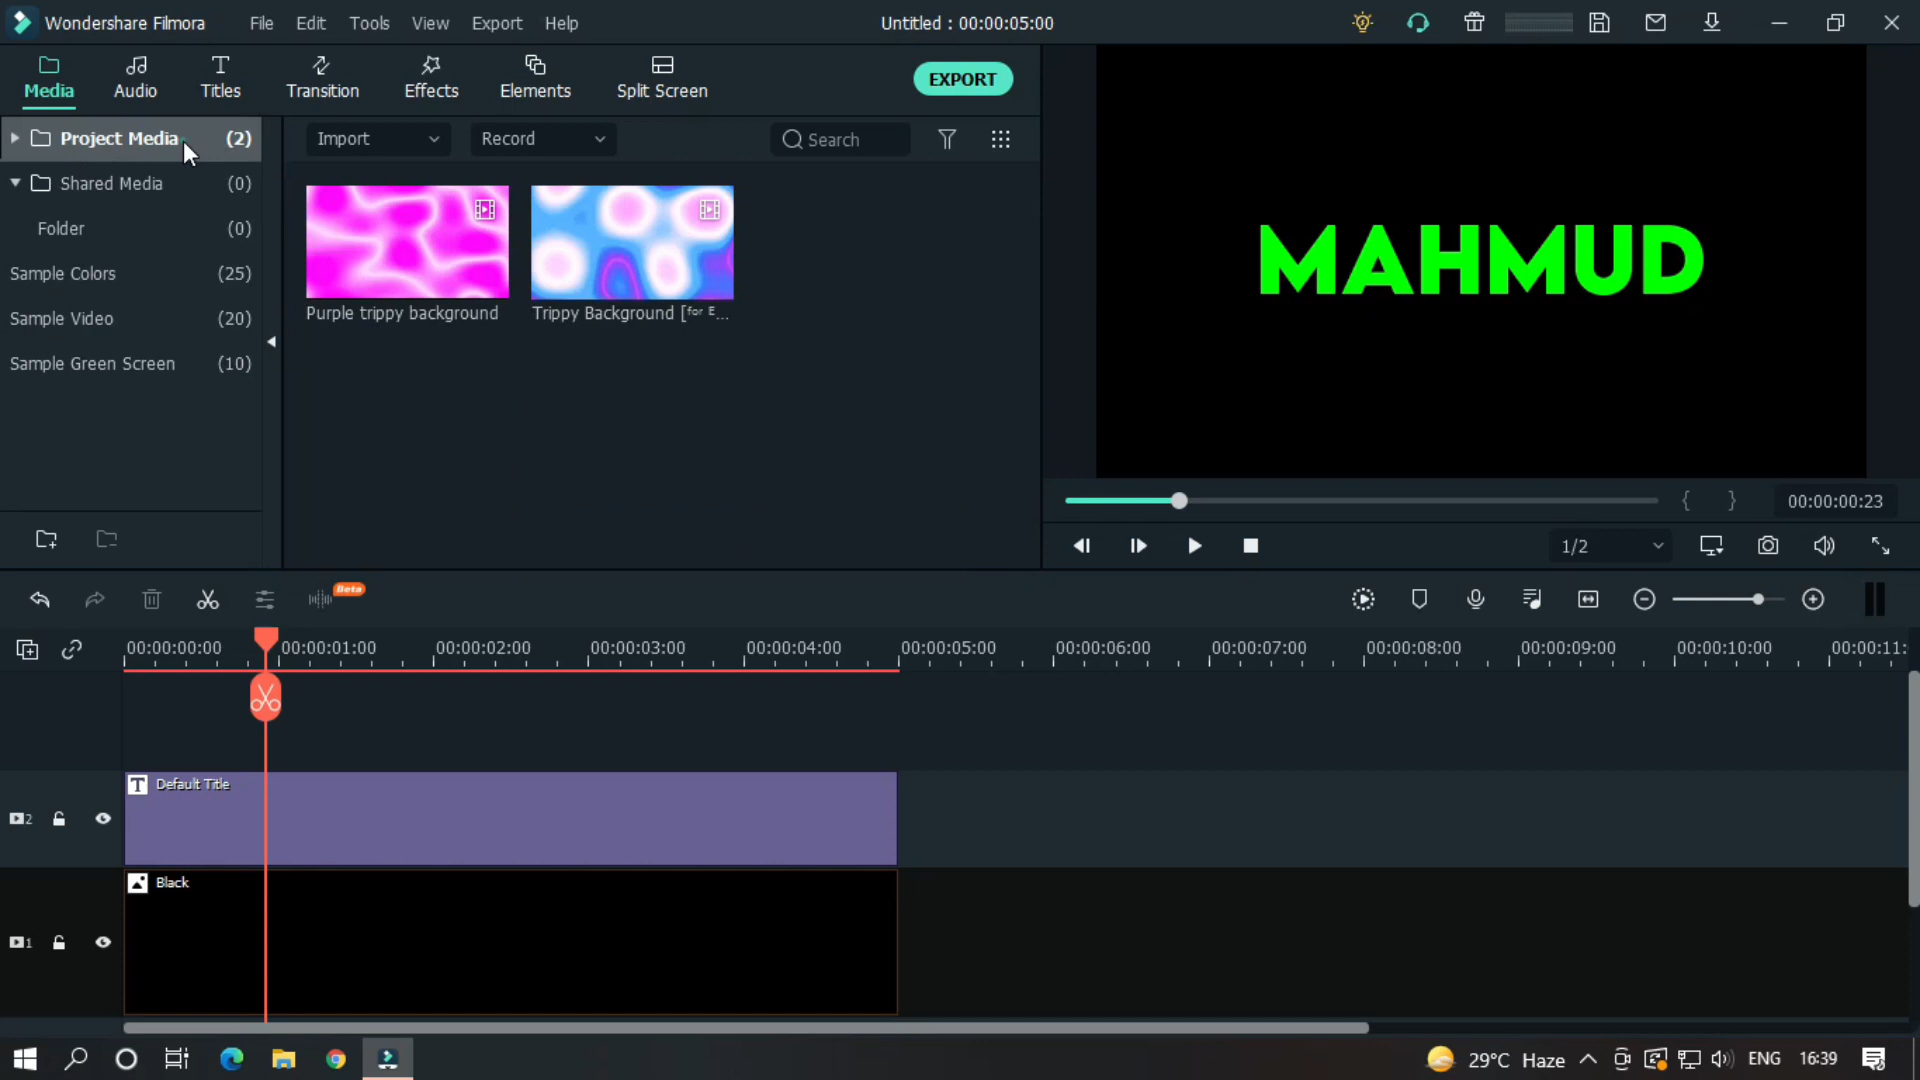 Wondershare Filmora File Edit Tools View Export Help Untitled : 00:00:05:00
Media Audio Titles Transition Effects Elements Split Screen EXPORT
Project Media (2)
Import Record Search
Shared Media (0)
Folder (0)
Sample Colors (25)
Sample Video (20)
Sample Green Screen (10)
Purple trippy background
Trippy Background [for E...
MAHMUD
00:00:00:23
1/2
Beta
00:00:00:00 00:00:01:00 00:00:02:00 00:00:03:00 00:00:04:00 00:00:05:00 00:00:06:00 00:00:07:00 00:00:08:00 00:00:09:00 00:00:10:00 00:00:11:
T Default Title
2
Black
1
29°C Haze ENG 16:39